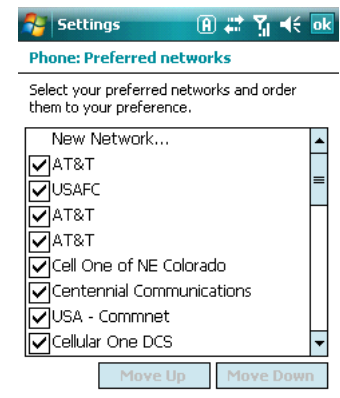 Settings A ok
Phone: Preferred networks
Select your preferred networks and order
them to your preference.
New Network...
AT&T
USAFC
AT&T
AT&T
Cell One of NE Colorado
Centennial Communications
USA - Commnet
Cellular One DCS
Move Up Move Down